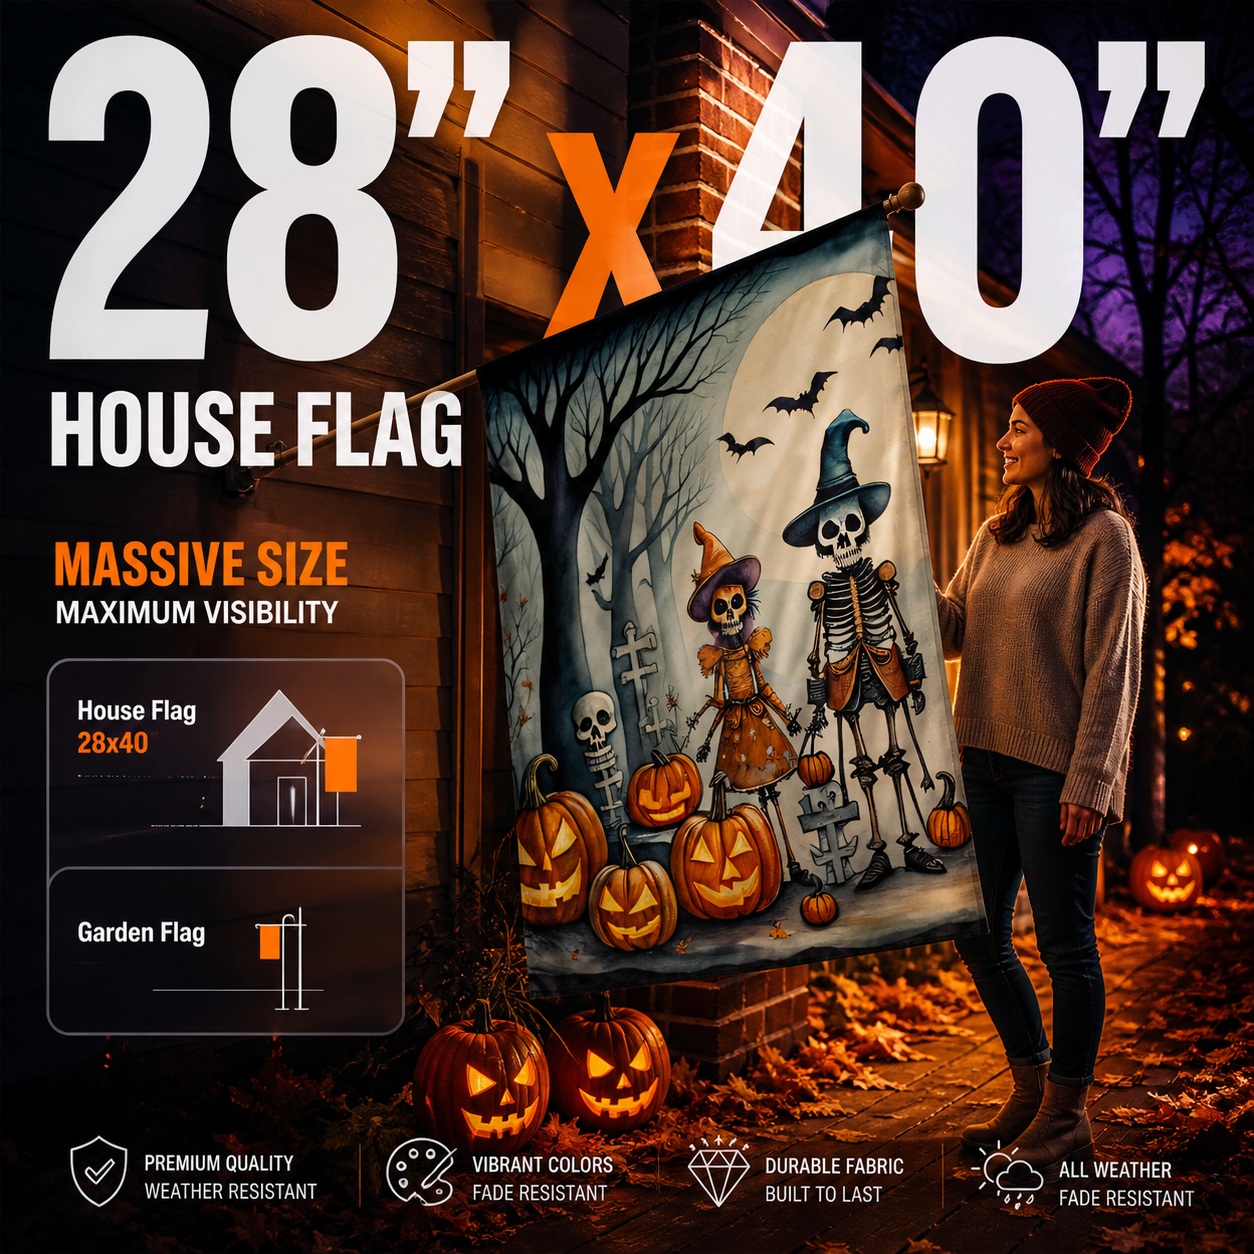 28” x 40”
HOUSE FLAG
MASSIVE SIZE
MAXIMUM VISIBILITY
House Flag
28x40
Garden Flag
PREMIUM QUALITY
WEATHER RESISTANT
VIBRANT COLORS
FADE RESISTANT
DURABLE FABRIC
BUILT TO LAST
ALL WEATHER
FADE RESISTANT